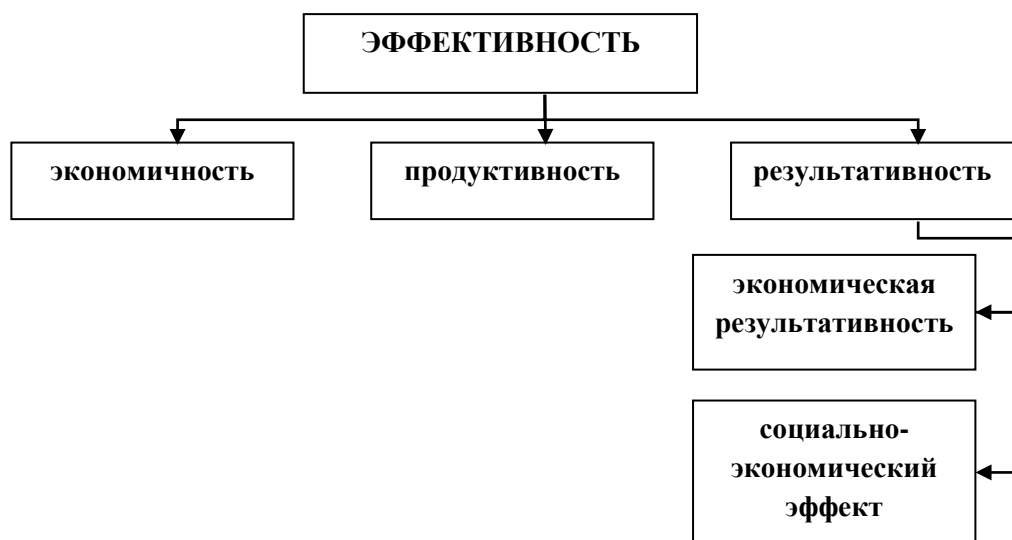 ЭФФЕКТИВНОСТЬ
экономичность
продуктивность
результативность
экономическая
результативность
социально-
экономический
эффект